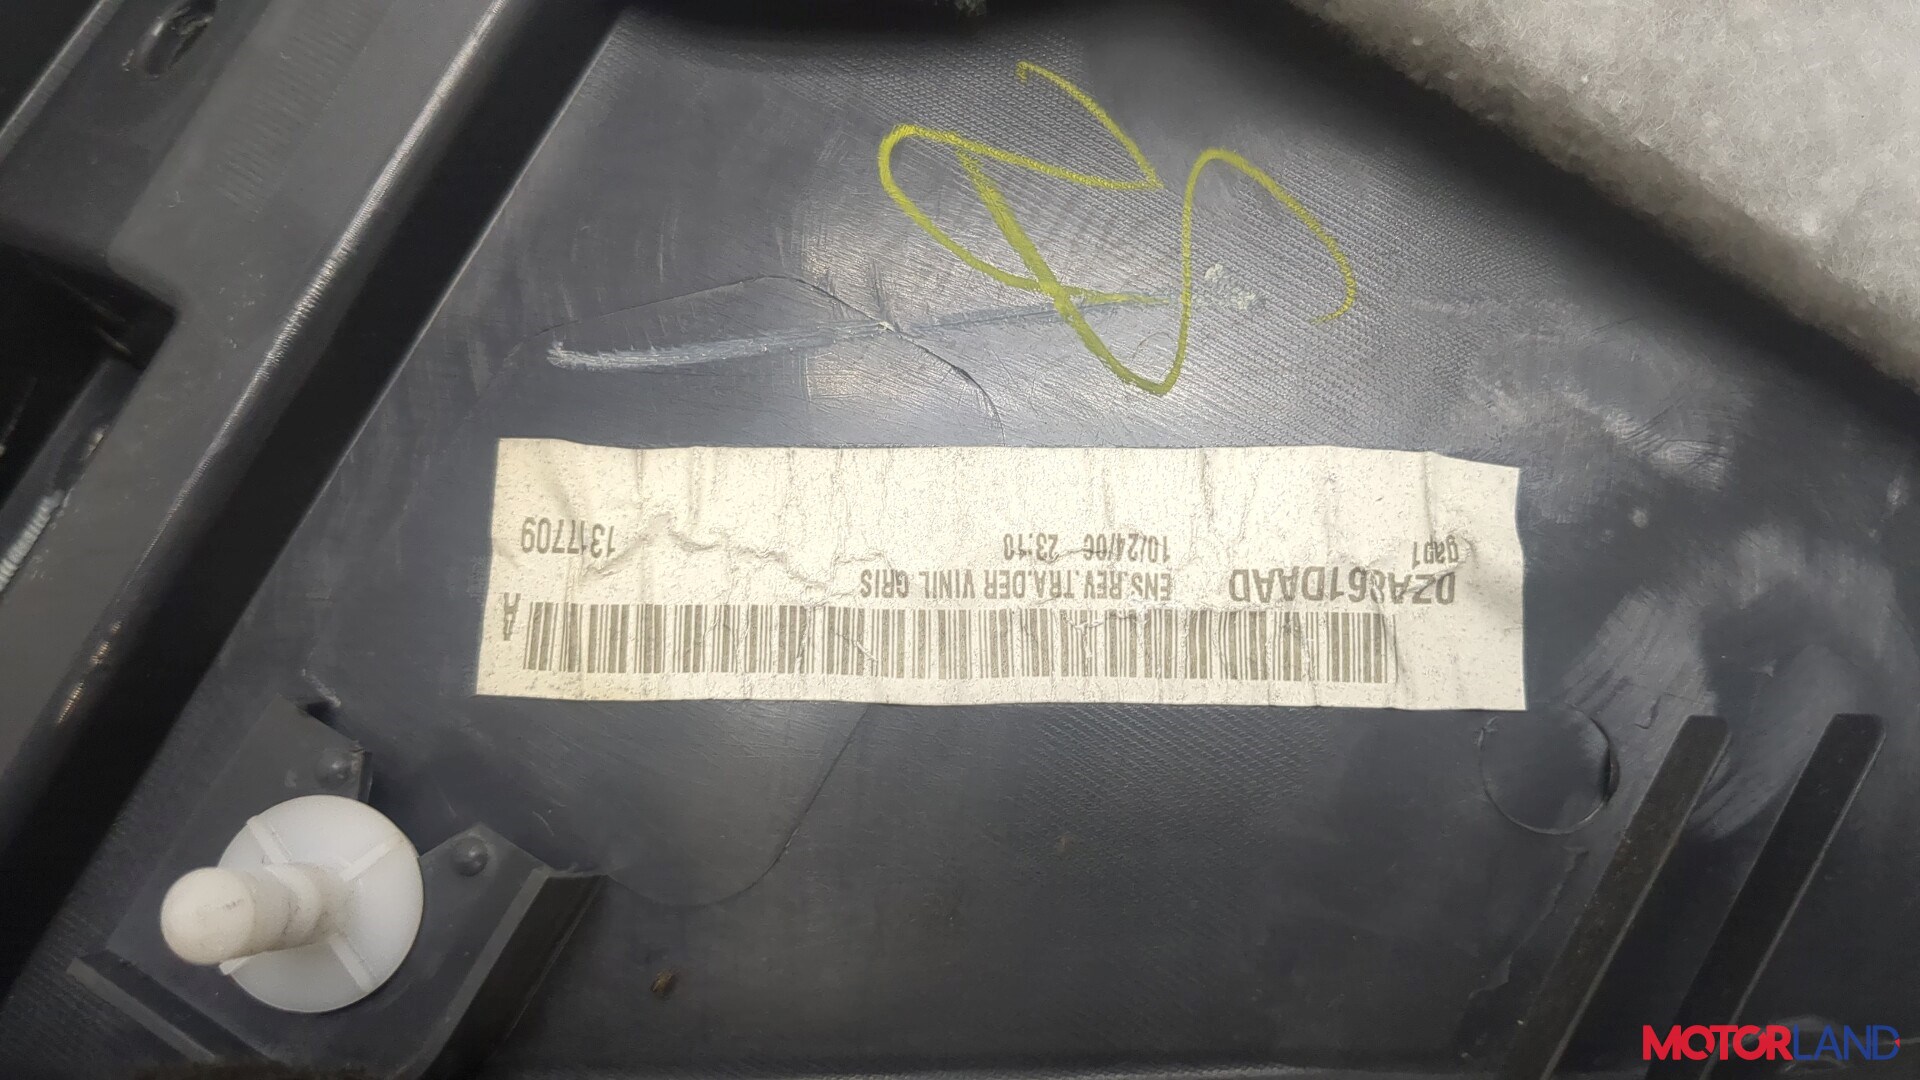 A
0ZA861DAAD ENS.REV.TRA.DER VINIL GRIS
gap1 10/24/06 23:10 1317709
MOTORLAND